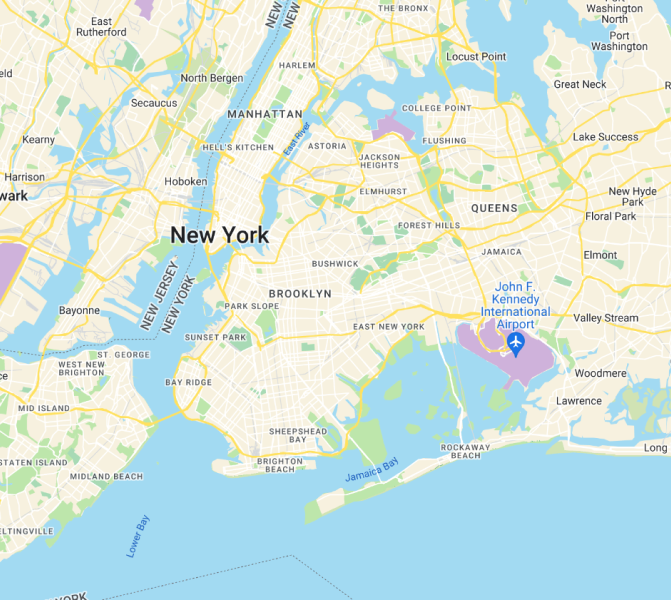 THE BRONX
East
Rutherford
NEW
NEW
Washington
North
Port
Washington
Locust Point
HARLEM
North Bergen
Great Neck
Secaucus
MANHATTAN
COLLEGE POINT
East River
Kearny
HELL'S KITCHEN
ASTORIA
FLUSHING
Lake Success
JACKSON
HEIGHTS
Harrison
Hoboken
ELMHURST
New Hyde
Park
wark
QUEENS
Floral Park
New York
FOREST HILLS
JAMAICA
Elmont
BUSHWICK
NEW JERSEY
NEW YORK
BROOKLYN
John F.
Kennedy
International
Airport
Bayonne
PARK SLOPE
EAST NEW YORK
Valley Stream
SUNSET PARK
ST. GEORGE
WEST NEW
BRIGHTON
Woodmere
BAY RIDGE
MID ISLAND
Lawrence
SHEEPSHEAD
BAY
ROCKAWAY
BEACH
Long
STATEN ISLAND
MIDLAND BEACH
BRIGHTON
BEACH
Jamaica Bay
ELTINGVILLE
Lower Bay
YORK